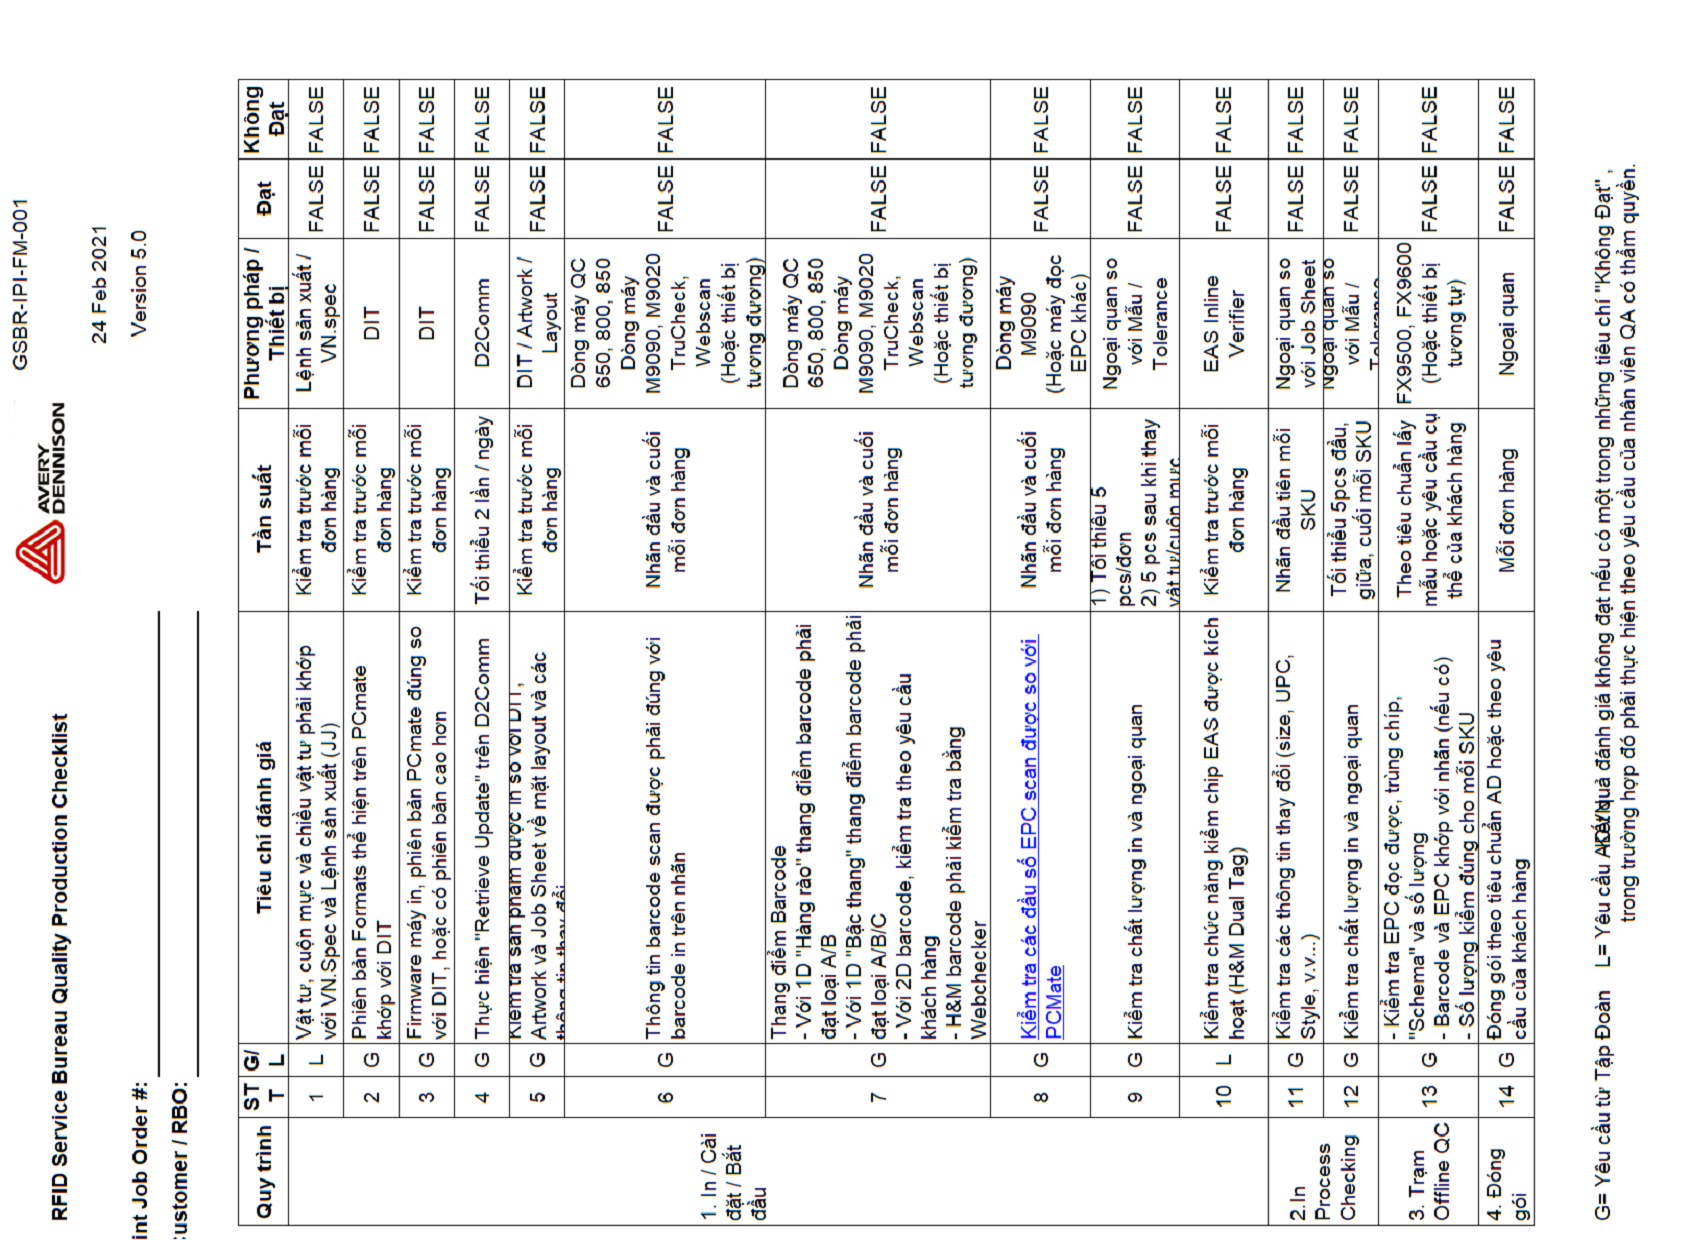 GSBR-IPI-FM-001
AVERY
DENNISON
RFID Service Bureau Quality Production Checklist
24 Feb 2021
int Job Order #:
Version 5.0
ustomer / RBO:
Quy trình ST T G/ L Tiêu chí đánh giá Tần suất Phương pháp / Thiết bị Đạt Không Đạt
1. In / Cài
đặt / Bắt
đầu
1 L Vật tư, cuộn mực và chiều vật tư phải khớp Kiểm tra trước mỗi Lệnh sản xuất / FALSE FALSE
với VN.Spec và Lệnh sản xuất (JJ) đơn hàng VN.spec
2 G Phiên bản Formats thể hiện trên PCmate Kiểm tra trước mỗi DIT FALSE FALSE
khớp với DIT đơn hàng
3 G Firmware máy in, phiên bản PCmate đúng so Kiểm tra trước mỗi DIT FALSE FALSE
với DIT, hoặc có phiên bản cao hơn đơn hàng
4 G Thực hiện "Retrieve Update" trên D2Comm Tối thiểu 2 lần / ngày D2Comm FALSE FALSE
Kiểm tra sản phẩm được in so với DIT,
5 G Artwork và Job Sheet về mặt layout và các Kiểm tra trước mỗi DIT / Artwork / FALSE FALSE
thông tin thay đổi đơn hàng Layout
6 G Thông tin barcode scan được phải đúng với Nhãn đầu và cuối Dòng máy QC FALSE FALSE
barcode in trên nhãn mỗi đơn hàng 650, 800, 850
Dòng máy
M9090, M9020
TruCheck,
Webscan
(Hoặc thiết bị
tương đương)
7 G Thang điểm Barcode Nhãn đầu và cuối Dòng máy QC FALSE FALSE
- Với 1D "Hàng rào" thang điểm barcode phải mỗi đơn hàng 650, 800, 850
đạt loại A/B Dòng máy
- Với 1D "Bậc thang" thang điểm barcode phải M9090, M9020
đạt loại A/B/C TruCheck,
- Với 2D barcode, kiểm tra theo yêu cầu Webscan
khách hàng (Hoặc thiết bị
- H&M barcode phải kiểm tra bằng tương đương)
Webchecker
8 G Kiểm tra các đầu số EPC scan được so với Nhãn đầu và cuối Dòng máy FALSE FALSE
PCMate mỗi đơn hàng M9090
(Hoặc máy đọc
EPC khác)
9 G Kiểm tra chất lượng in và ngoại quan 1) Tối thiểu 5 Ngoại quan so FALSE FALSE
pcs/đơn với Mẫu /
2) 5 pcs sau khi thay Tolerance
vật tư/cuộn mực
10 L Kiểm tra chức năng kiểm chip EAS được kích Kiểm tra trước mỗi EAS Inline FALSE FALSE
hoạt (H&M Dual Tag) đơn hàng Verifier
2.In
Process
Checking
11 G Kiểm tra các thông tin thay đổi (size, UPC, Nhãn đầu tiên mỗi Ngoại quan so FALSE FALSE
Style, v.v...) SKU với Job Sheet
12 G Kiểm tra chất lượng in và ngoại quan Tối thiểu 5pcs đầu, Ngoại quan so FALSE FALSE
giữa, cuối mỗi SKU với Mẫu /
Tolerance
3. Trạm
Offline QC
13 G - Kiểm tra EPC đọc được, trùng chíp, Theo tiêu chuẩn lấy FX9500, FX9600 FALSE FALSE
"Schema" và số lượng mẫu hoặc yêu cầu cụ (Hoặc thiết bị
- Barcode và EPC khớp với nhãn (nếu có) thể của khách hàng tương tự)
- Số lượng kiểm đúng cho mỗi SKU
4. Đóng
gói
14 G Đóng gói theo tiêu chuẩn AD hoặc theo yêu Mỗi đơn hàng Ngoại quan FALSE FALSE
cầu của khách hàng
G= Yêu cầu từ Tập Đoàn L= Yêu cầu quả đánh giá không đạt nếu có một trong những tiêu chí "Không Đạt" ,
trong trường hợp đó phải thực hiện theo yêu cầu của nhân viên QA có thẩm quyền.